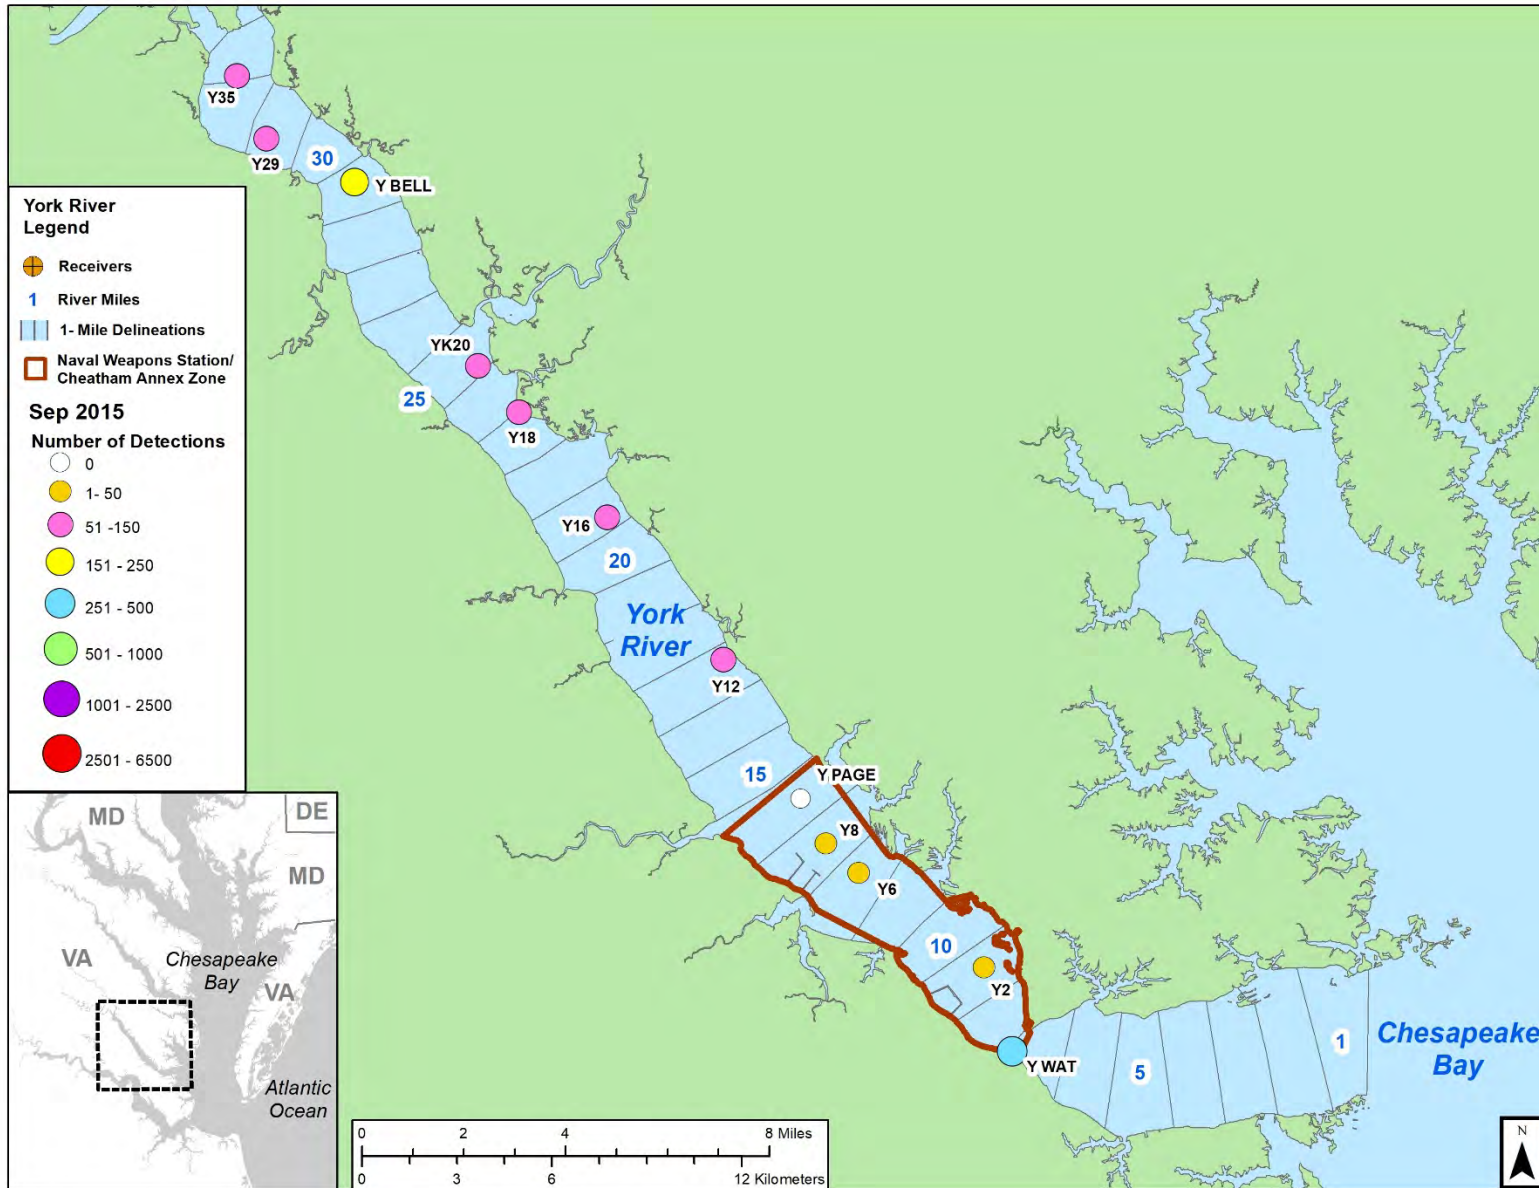 Y35
Y29
30
Y BELL
York River
Legend
Receivers
1 River Miles
1- Mile Delineations
Naval Weapons Station/
Cheatham Annex Zone
Sep 2015
Number of Detections
0
1- 50
51 -150
151 - 250
251 - 500
501 - 1000
1001 - 2500
2501 - 6500
YK20
25
Y18
Y16
20
York
River
Y12
15
Y PAGE
Y8
Y6
10
Y2
Y WAT
5
1
Chesapeake
Bay
MD
DE
MD
VA
Chesapeake
Bay
VA
Atlantic
Ocean
0 2 4 8 Miles
0 3 6 12 Kilometers
N